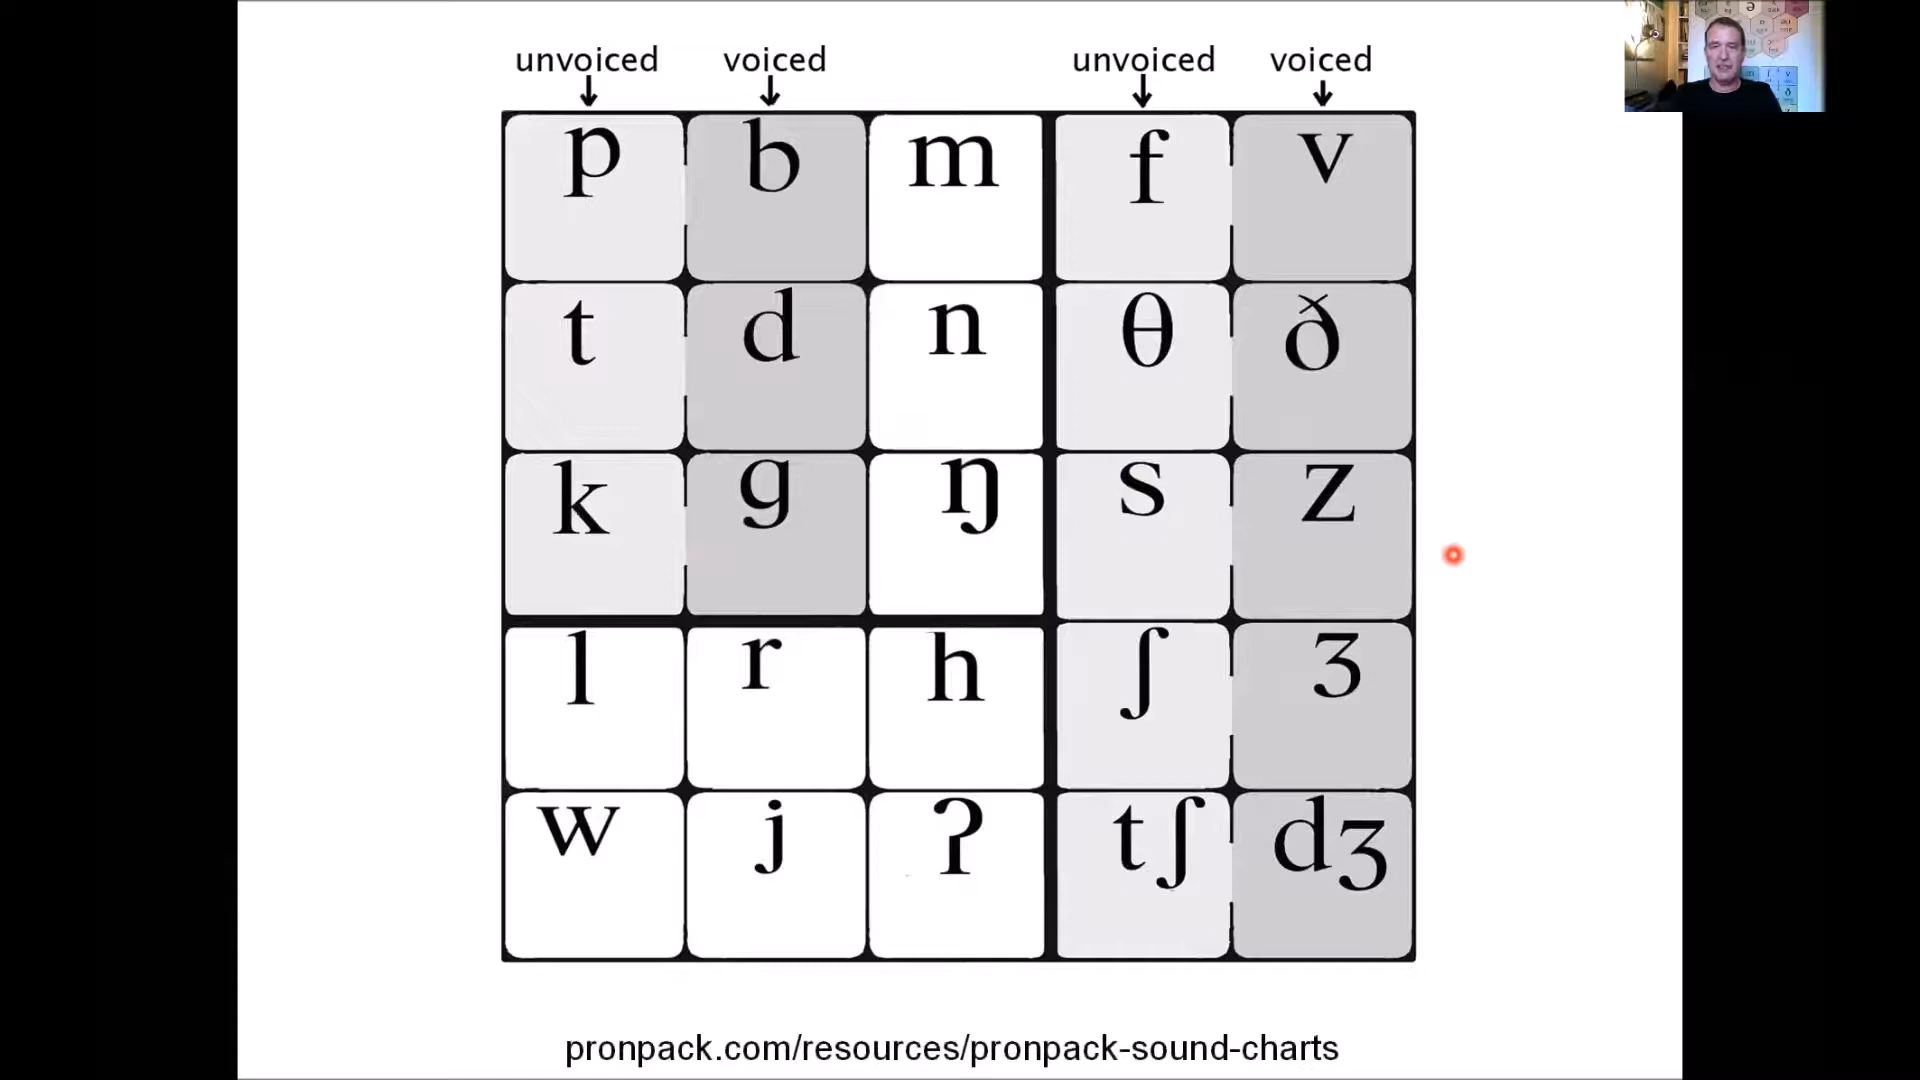 unvoiced voiced unvoiced voiced
p b m f v
t d n θ ð
k g ŋ s z
l r h ʃ ʒ
w j ʔ tʃ dʒ
pronpack.com/resources/pronpack-sound-charts